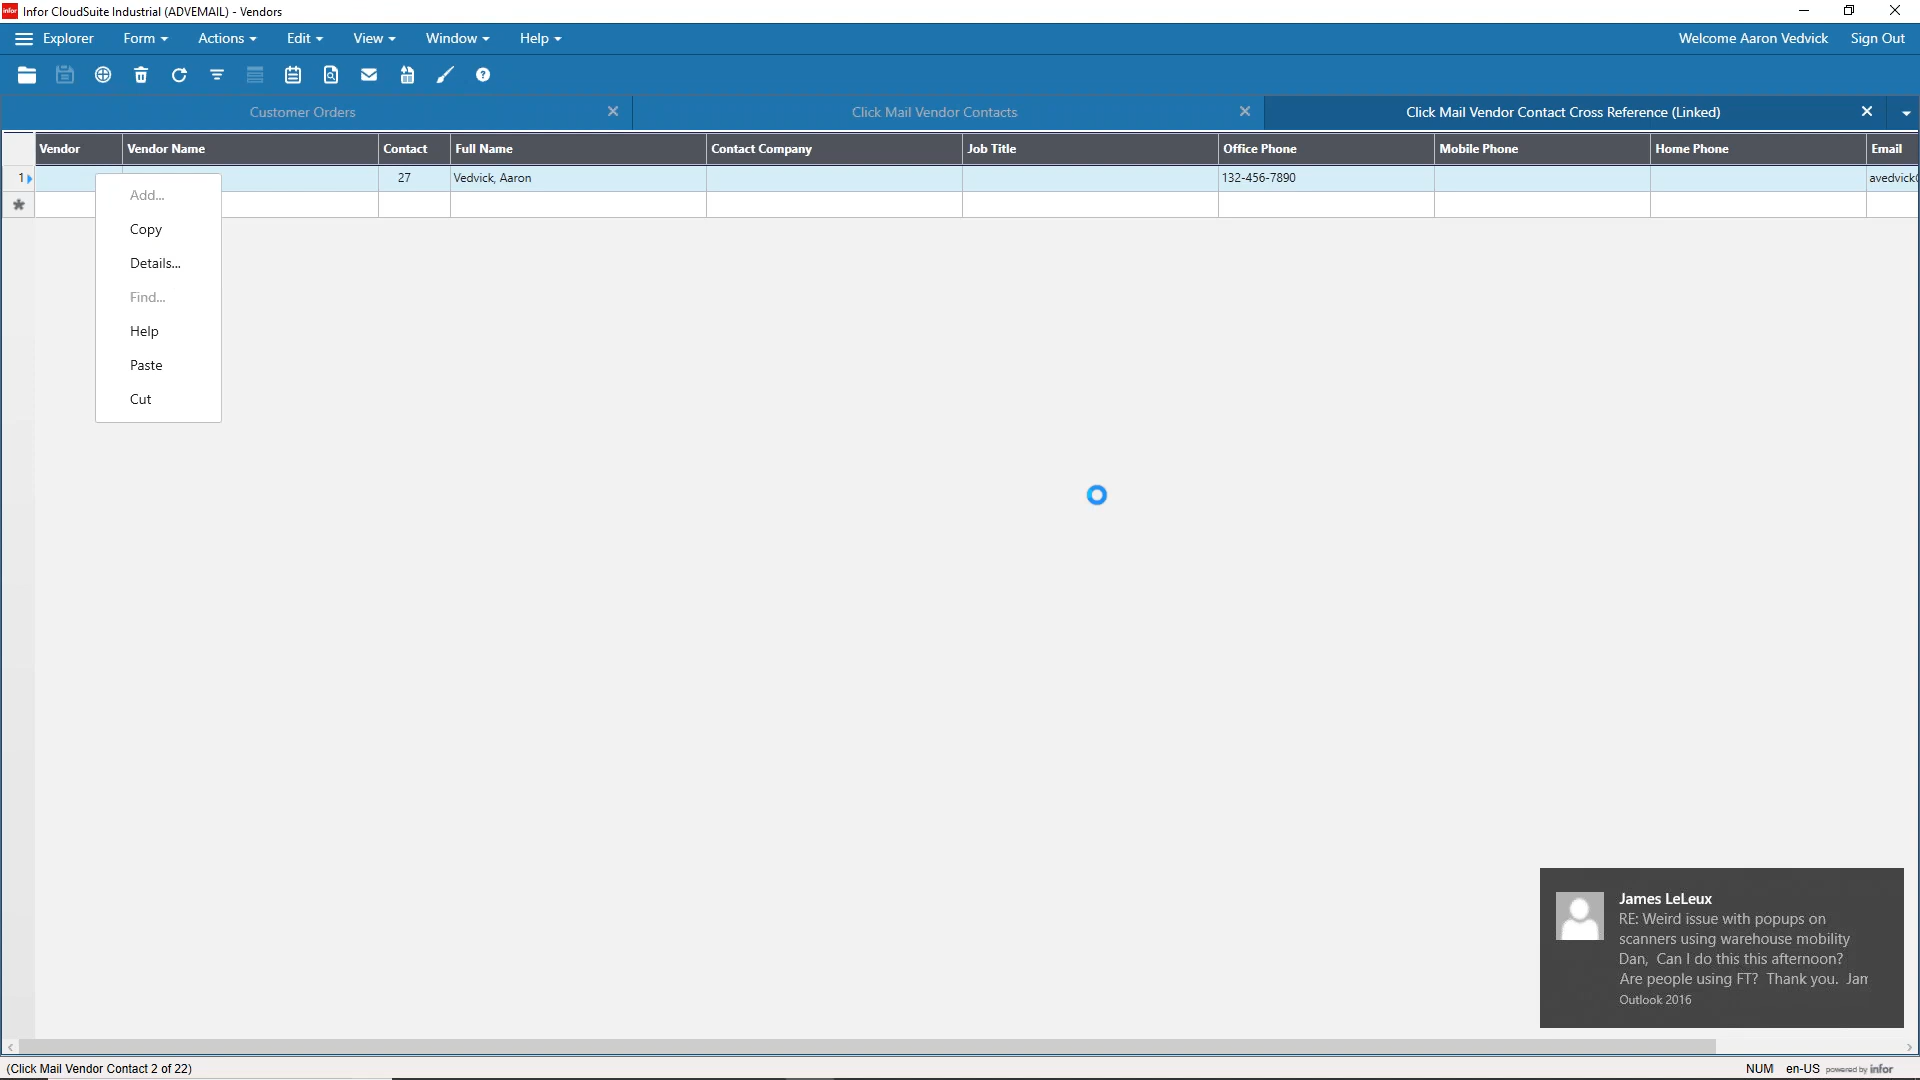 infor Infor CloudSuite Industrial (ADVEMAIL) - Vendors
Explorer Form Actions Edit View Window Help Welcome Aaron Vedvick Sign Out
Customer Orders Click Mail Vendor Contacts Click Mail Vendor Contact Cross Reference (Linked)
Vendor Vendor Name Contact Full Name Contact Company Job Title Office Phone Mobile Phone Home Phone Email
1 27 Vedvick, Aaron 132-456-7890 avedvick
Add...
Copy
Details...
Find...
Help
Paste
Cut
James LeLeux
RE: Weird issue with popups on
scanners using warehouse mobility
Dan, Can I do this this afternoon?
Are people using FT? Thank you. Jam
Outlook 2016
(Click Mail Vendor Contact 2 of 22) NUM en-US powered by infor